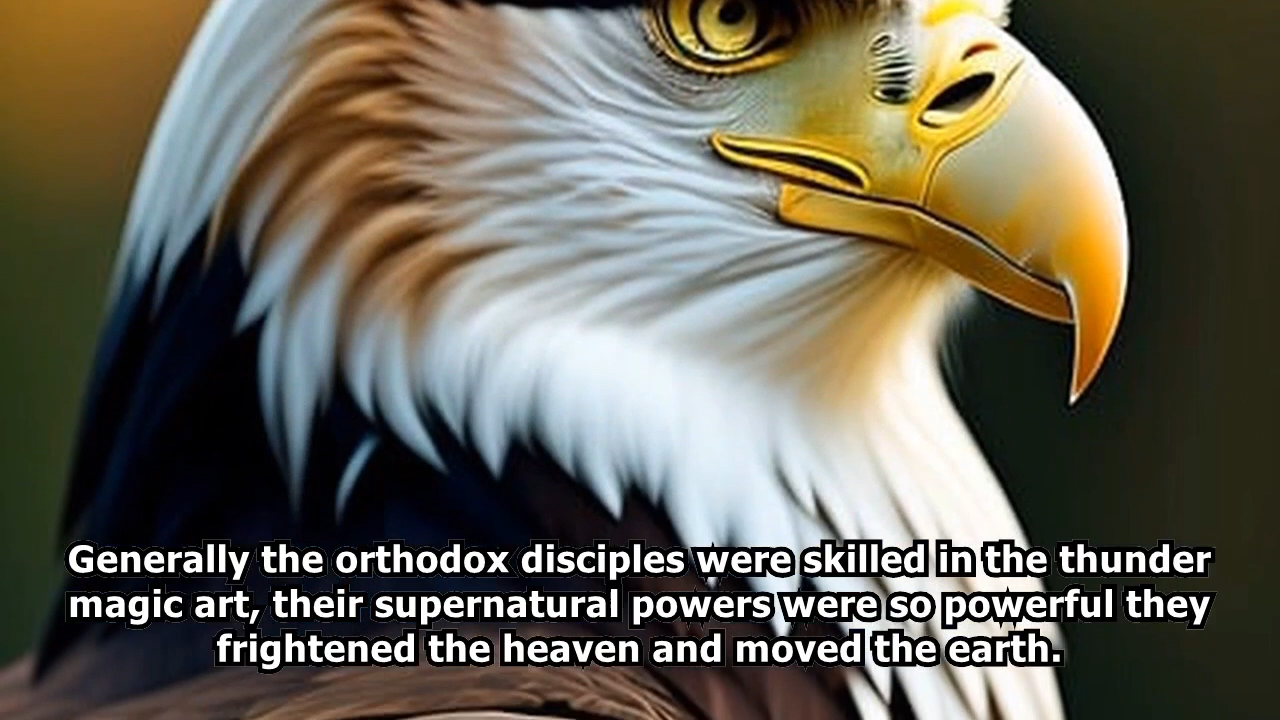 Generally the orthodox disciples were skilled in the thunder
magic art, their supernatural powers were so powerful they
frightened the heaven and moved the earth.